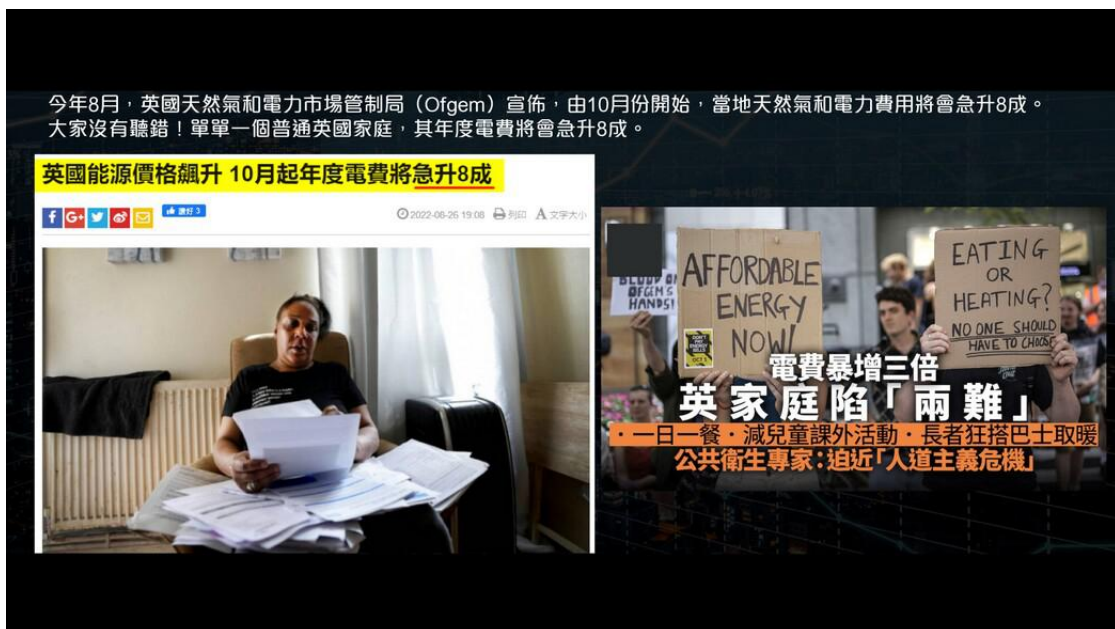 今年8月，英國天然氣和電力市場管制局（Ofgem）宣佈，由10月份開始，當地天然氣和電力費用將會急升8成。
大家沒有聽錯！單單一個普通英國家庭，其年度電費將會急升8成。
英國能源價格飆升 10月起年度電費將急升8成
讚好 3
2022-08-26 19:08 列印 A 文字大小
BLOOD ON
OFGEM'S
HANDS!
AFFORDABLE
ENERGY
NOW!
EATING
OR
HEATING?
NO ONE SHOULD
HAVE TO CHOOSE
電費暴增三倍
英家庭陷「兩難」
·一日一餐·減兒童課外活動·長者狂搭巴士取暖
公共衛生專家：迫近「人道主義危機」